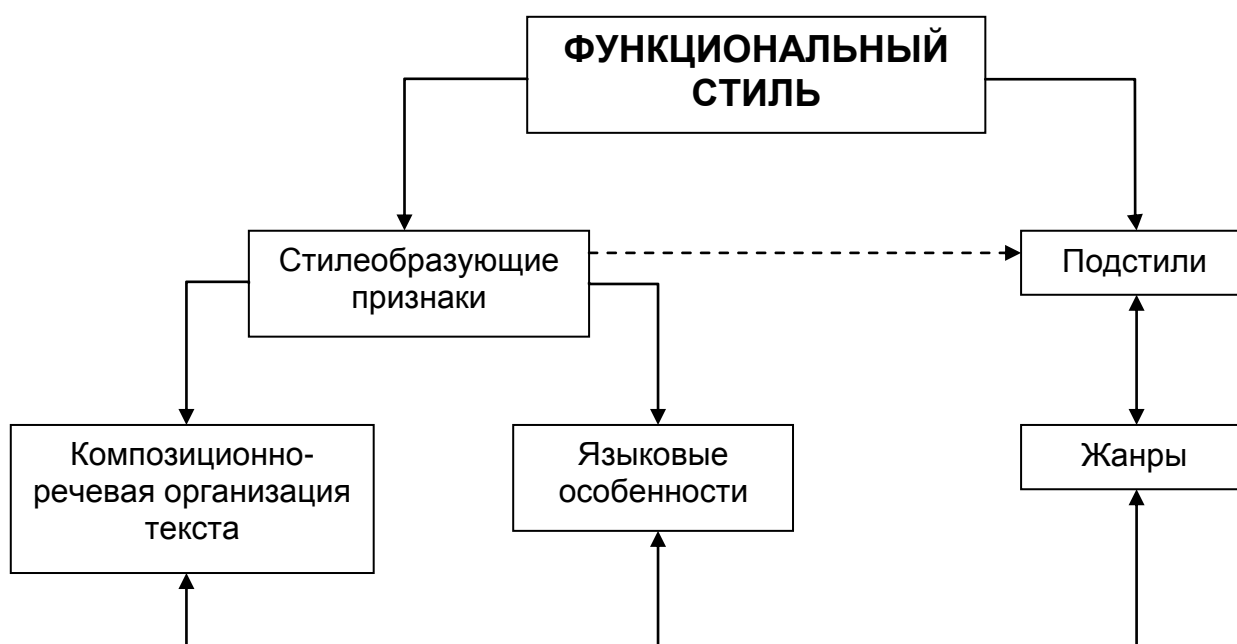 ФУНКЦИОНАЛЬНЫЙ
СТИЛЬ
Стилеобразующие
признаки
Подстили
Композиционно-
речевая организация
текста
Языковые
особенности
Жанры